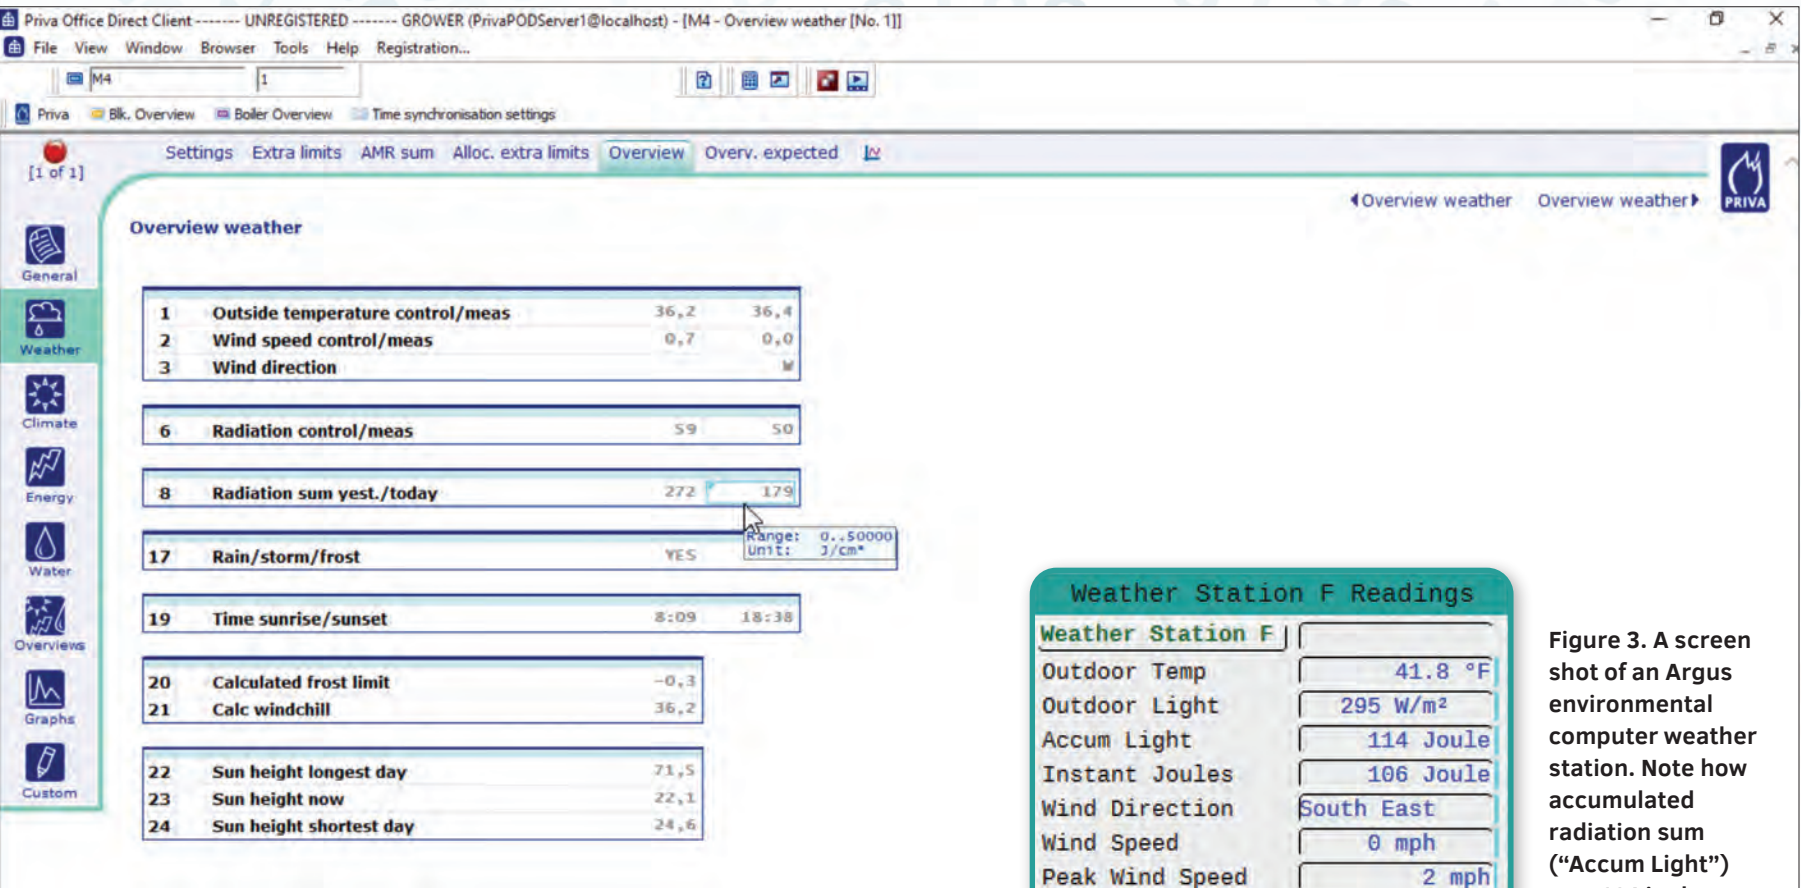 Priva Office Direct Client ------- UNREGISTERED ------- GROWER (PrivaPODServer1@localhost) - [M4 - Overview weather [No. 1]]
File View Window Browser Tools Help Registration...
M4 1
Priva Blk. Overview Boiler Overview Time synchronisation settings
[1 of 1]
Settings Extra limits AMR sum Alloc. extra limits Overview Overv. expected
Overview weather Overview weather
PRIVA
General
Weather
Climate
Energy
Water
Overviews
Graphs
Custom
Overview weather
1 Outside temperature control/meas 36,2 36,4
2 Wind speed control/meas 0,7 0,0
3 Wind direction W
6 Radiation control/meas 59 50
8 Radiation sum yest./today 272 179
Range: 0..50000
Unit: J/cm²
17 Rain/storm/frost YES
19 Time sunrise/sunset 8:09 18:38
20 Calculated frost limit -0,3
21 Calc windchill 36,2
22 Sun height longest day 71,5
23 Sun height now 22,1
24 Sun height shortest day 24,6
Weather Station F Readings
Weather Station F
Outdoor Temp 41.8 °F
Outdoor Light 295 W/m²
Accum Light 114 Joule
Instant Joules 106 Joule
Wind Direction South East
Wind Speed 0 mph
Peak Wind Speed 2 mph
Figure 3. A screen
shot of an Argus
environmental
computer weather
station. Note how
accumulated
radiation sum
(“Accum Light”)